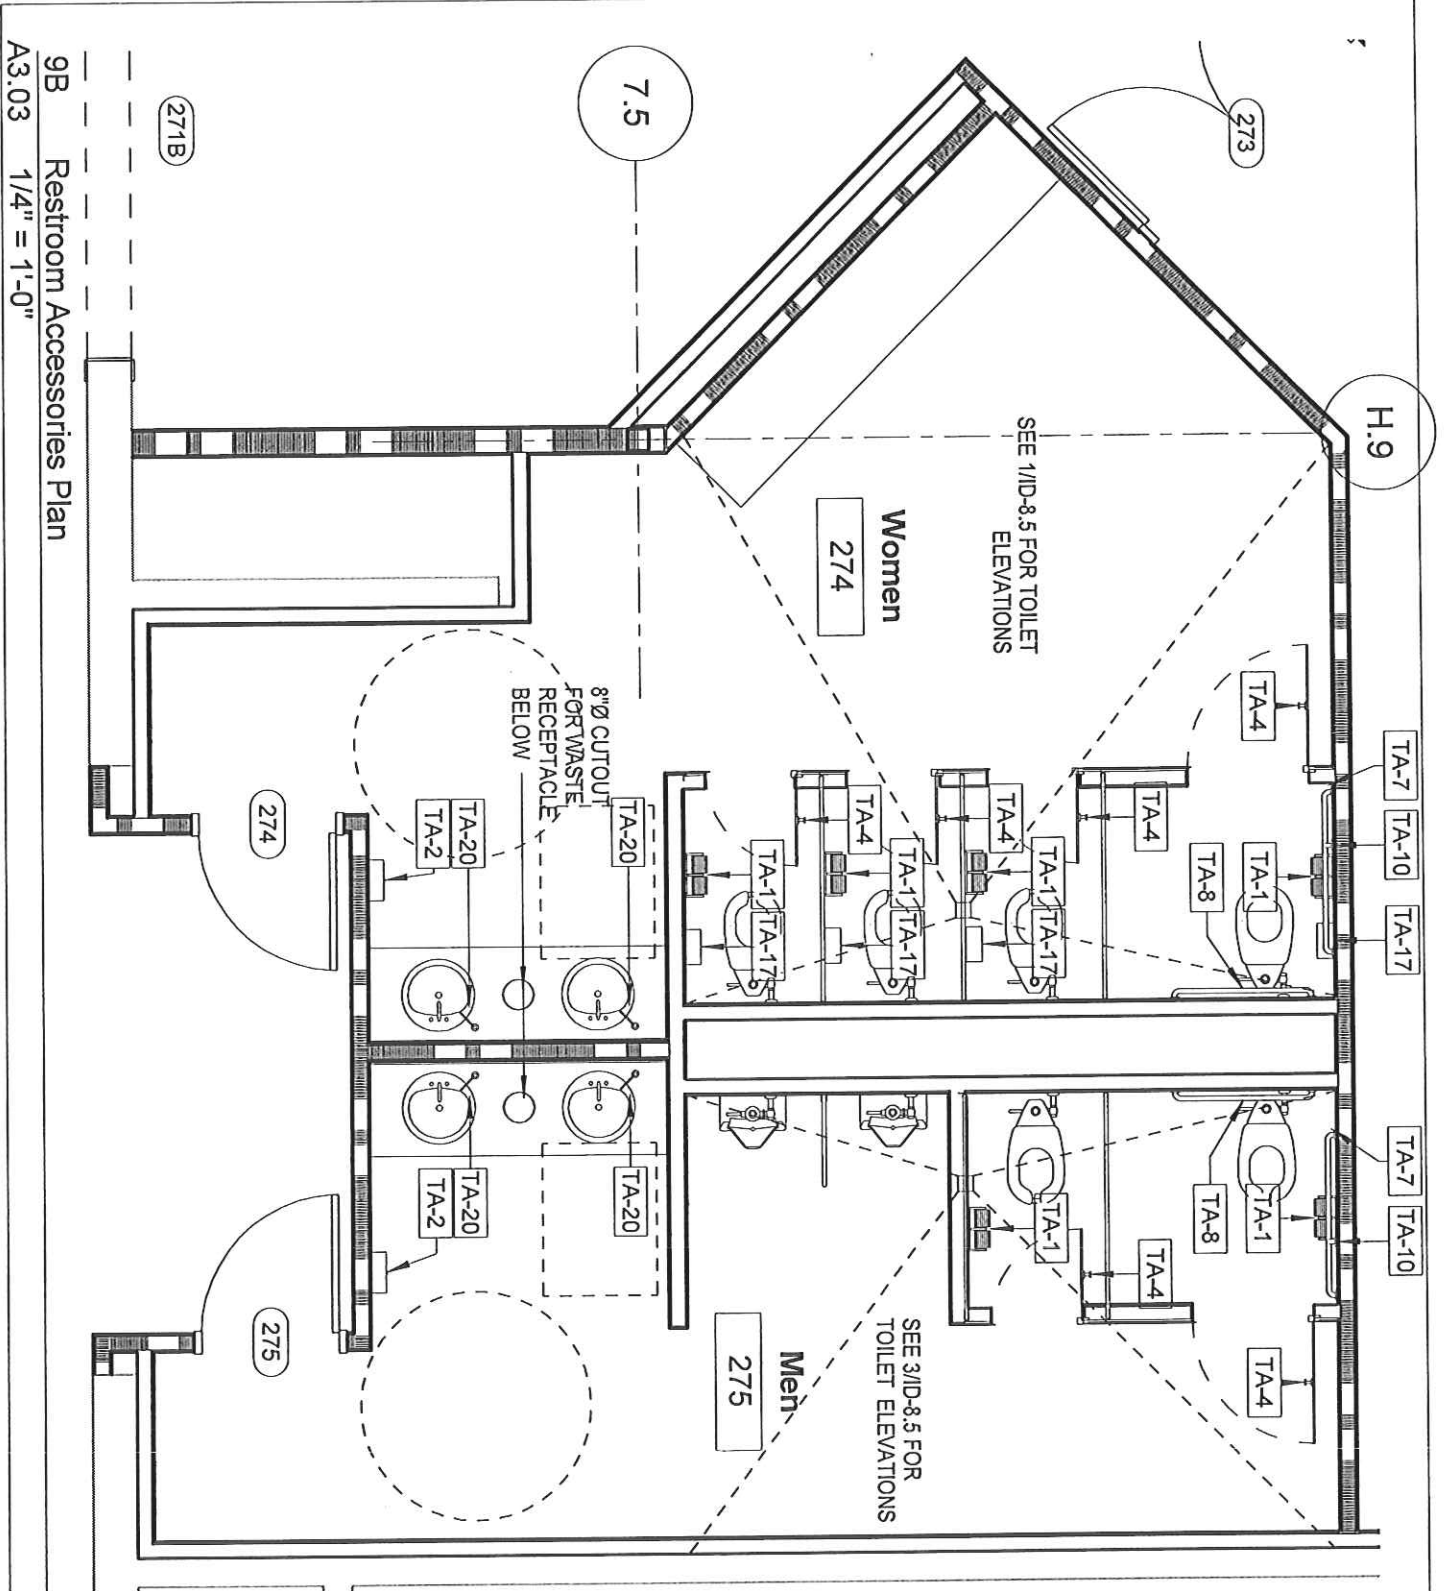 TA-7 TA-10 TA-17 TA-7 TA-10
H.9
TA-4 TA-1 TA-1 TA-4
273
TA-8 TA-8
TA-4 TA-4
TA-1 TA-17 TA-1
SEE 1/ID-8.5 FOR TOILET
ELEVATIONS
TA-4
TA-1 TA-17
SEE 3/ID-8.5 FOR
TOILET ELEVATIONS
Women
TA-4
274
Men
TA-1 TA-17
275
7.5
TA-20 TA-20
8"Ø CUTOUT
FOR WASTE
RECEPTACLE
BELOW
TA-20 TA-20
TA-2 TA-2
274 275
271B
9B Restroom Accessories Plan
A3.03 1/4" = 1'-0"